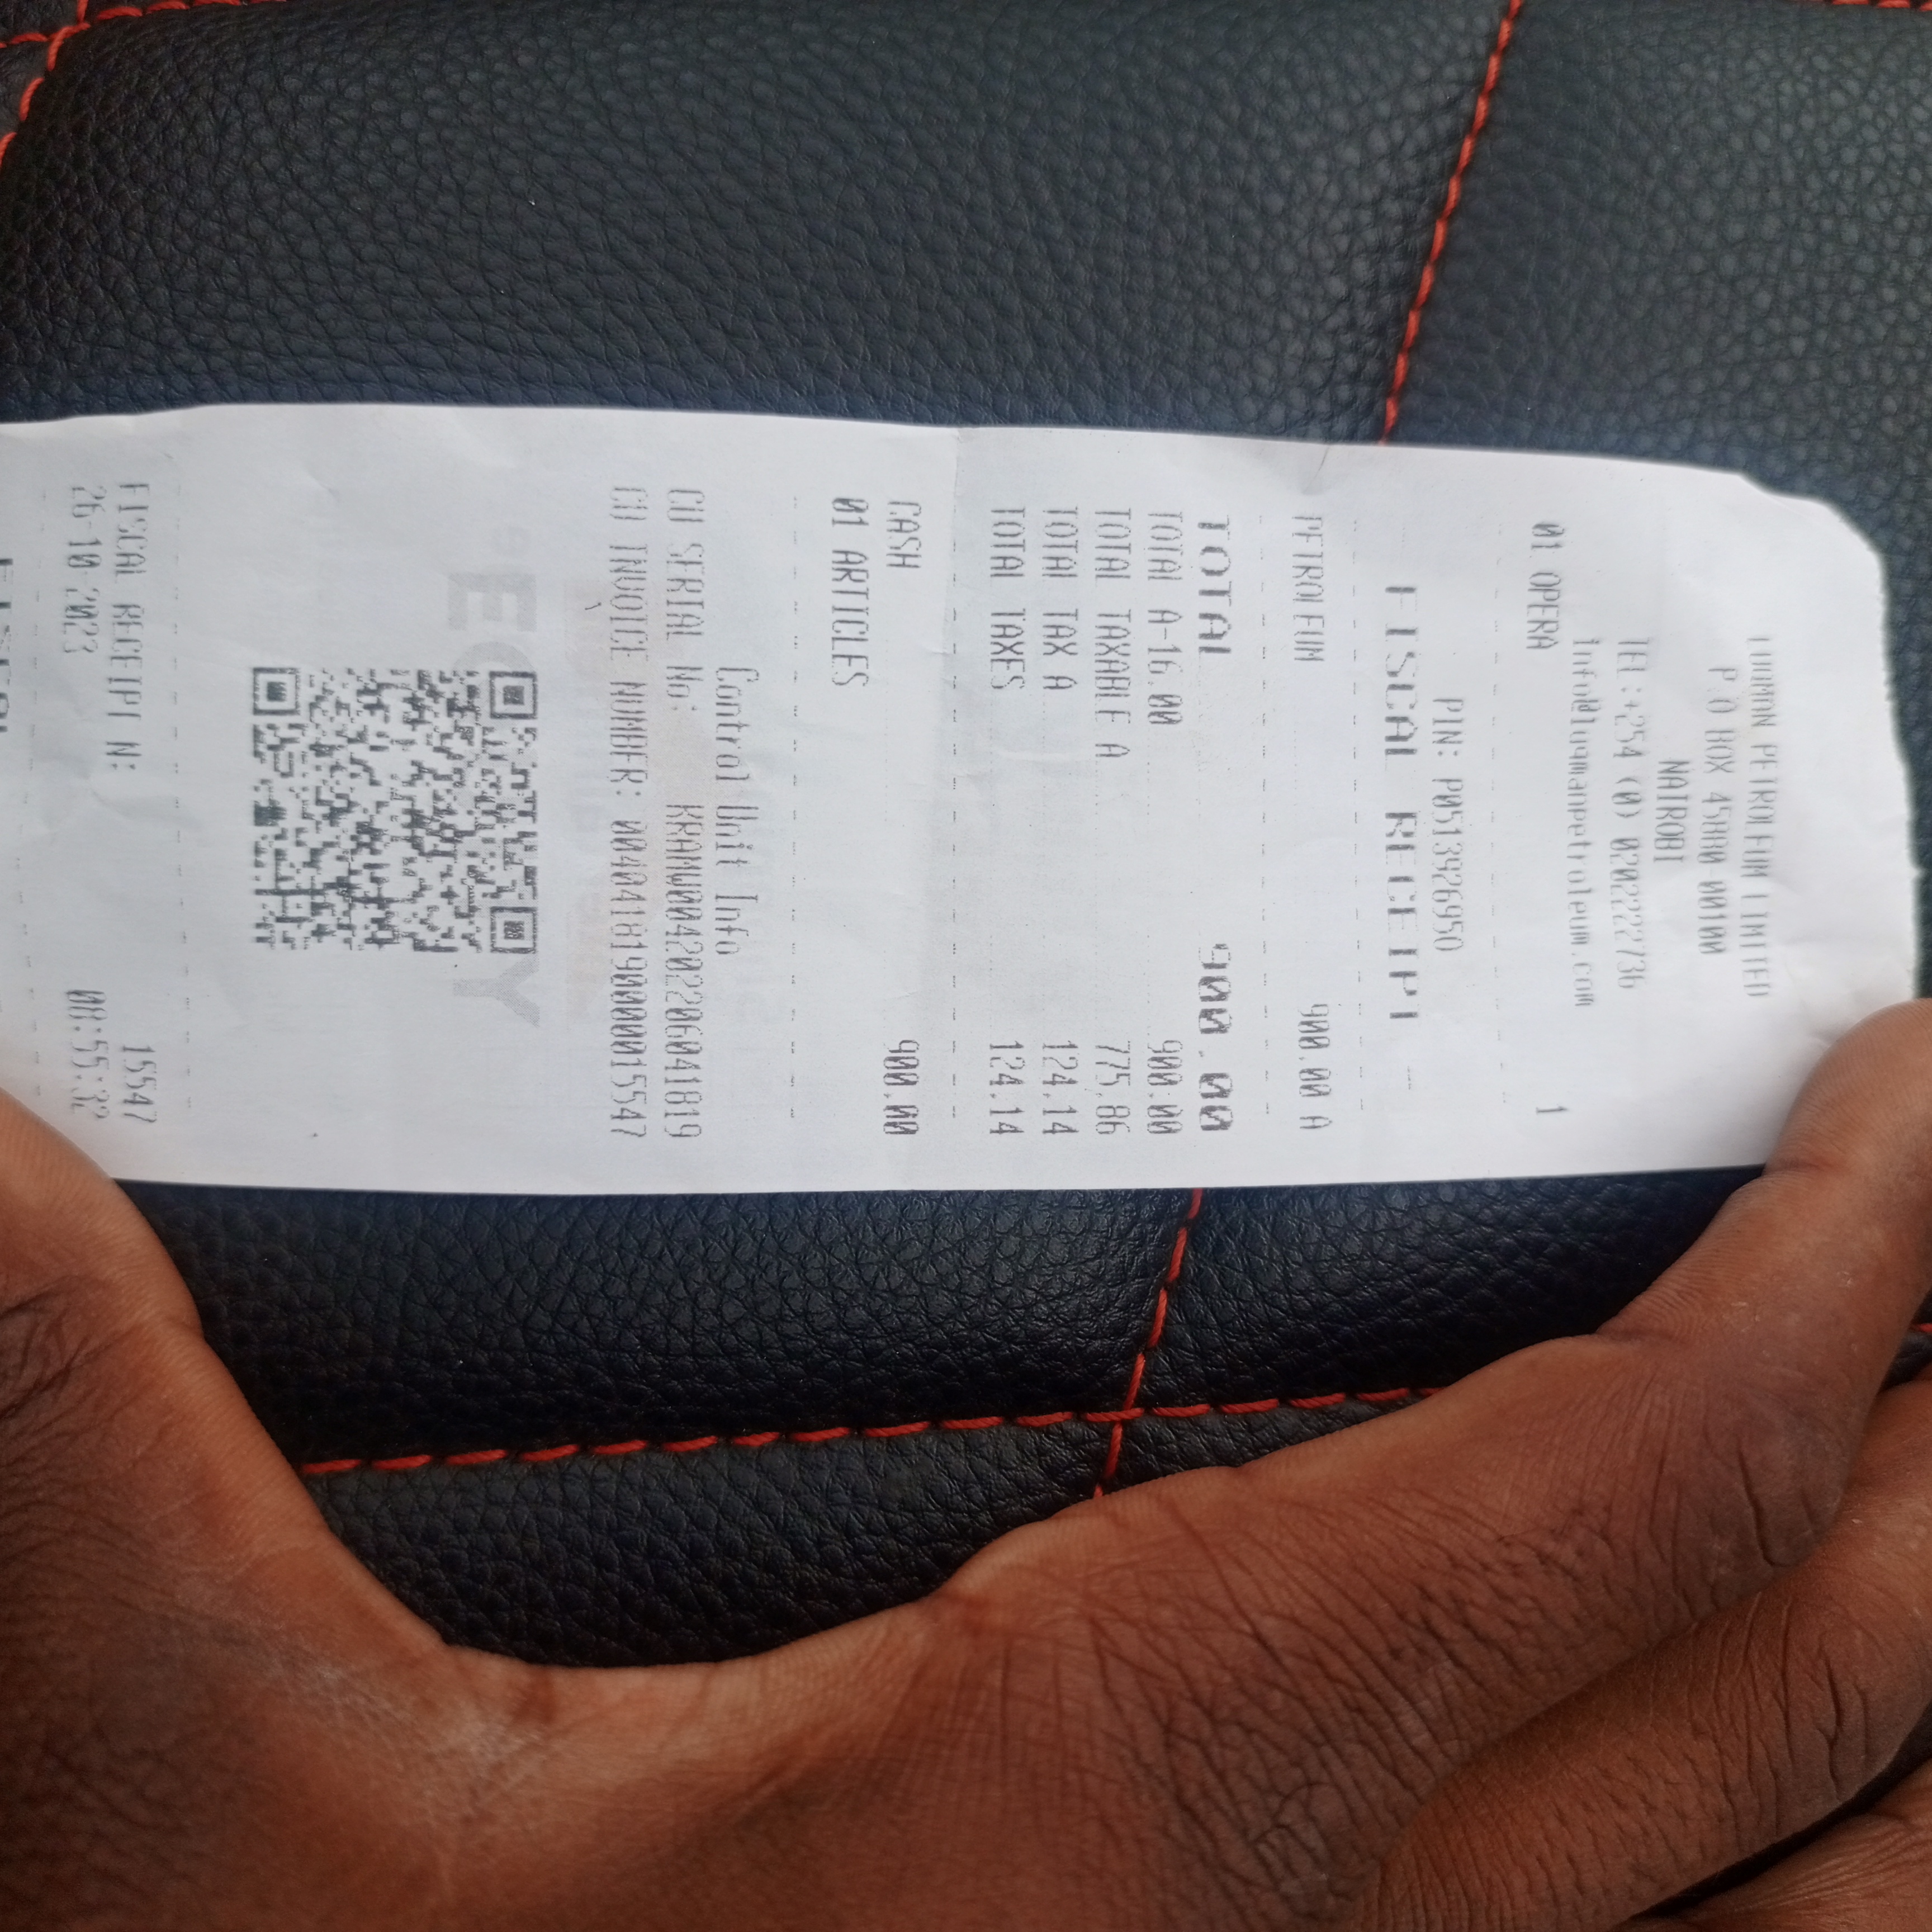 LUQMAN PETROLEUM LIMITED
P.O BOX 45880-00100
NAIROBI
TEL:+254 (0) 0202222736
info@luqmanpetroleum.com
01 OPERA 1
PIN: P051392695O
FISCAL RECEIPT
PETROLEUM 900.00 A
TOTAL 900.00
TOTAL A-16.00 900.00
TOTAL TAXABLE A 775.86
TOTAL TAX A 124.14
TOTAL TAXES 124.14
CASH 900.00
01 ARTICLES
Control Unit Info
CU SERIAL No: KRAMW004202206041819
CU INVOICE NUMBER: 0040418190000015547
FISCAL RECEIPT N: 15547
26-10-2023 08:55:32